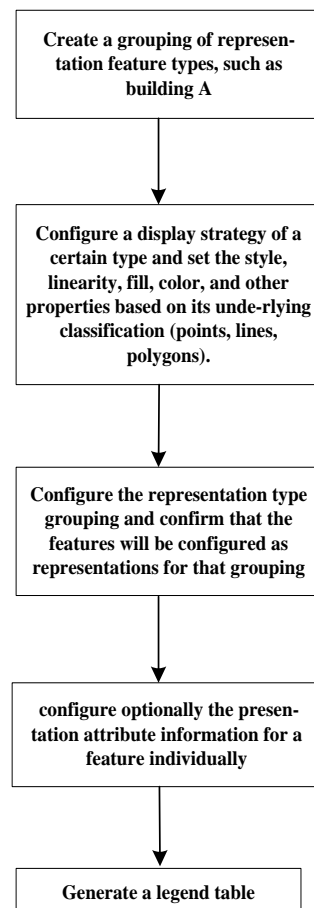 Create a grouping of represen-
tation feature types, such as
building A
Configure a display strategy of a
certain type and set the style,
linearity, fill, color, and other
properties based on its unde-rlying
classification (points, lines,
polygons).
Configure the representation type
grouping and confirm that the
features will be configured as
representations for that grouping
configure optionally the presen-
tation attribute information for a
feature individually
Generate a legend table